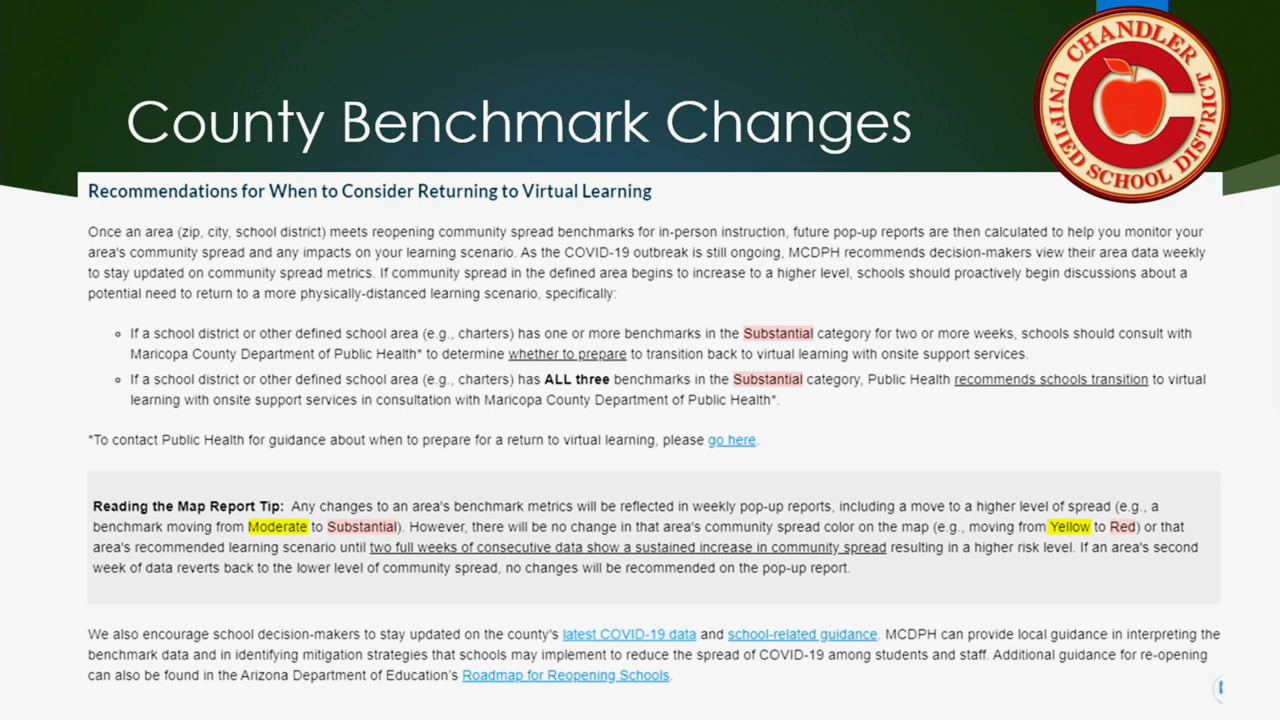 County Benchmark Changes
CHANDLER UNIFIED SCHOOL DISTRICT
Recommendations for When to Consider Returning to Virtual Learning
Once an area (zip, city, school district) meets reopening community spread benchmarks for in-person instruction, future pop-up reports are then calculated to help you monitor your
area's community spread and any impacts on your learning scenario. As the COVID-19 outbreak is still ongoing, MCDPH recommends decision-makers view their area data weekly
to stay updated on community spread metrics. If community spread in the defined area begins to increase to a higher level, schools should proactively begin discussions about a
potential need to return to a more physically-distanced learning scenario, specifically:
If a school district or other defined school area (e.g., charters) has one or more benchmarks in the Substantial category for two or more weeks, schools should consult with
Maricopa County Department of Public Health* to determine whether to prepare to transition back to virtual learning with onsite support services.
If a school district or other defined school area (e.g., charters) has ALL three benchmarks in the Substantial category, Public Health recommends schools transition to virtual
learning with onsite support services in consultation with Maricopa County Department of Public Health*.
*To contact Public Health for guidance about when to prepare for a return to virtual learning, please go here.
Reading the Map Report Tip: Any changes to an area's benchmark metrics will be reflected in weekly pop-up reports, including a move to a higher level of spread (e.g., a
benchmark moving from Moderate to Substantial). However, there will be no change in that area's community spread color on the map (e.g., moving from Yellow to Red) or that
area's recommended learning scenario until two full weeks of consecutive data show a sustained increase in community spread resulting in a higher risk level. If an area's second
week of data reverts back to the lower level of community spread, no changes will be recommended on the pop-up report.
We also encourage school decision-makers to stay updated on the county's latest COVID-19 data and school-related guidance. MCDPH can provide local guidance in interpreting the
benchmark data and in identifying mitigation strategies that schools may implement to reduce the spread of COVID-19 among students and staff. Additional guidance for re-opening
can also be found in the Arizona Department of Education's Roadmap for Reopening Schools.